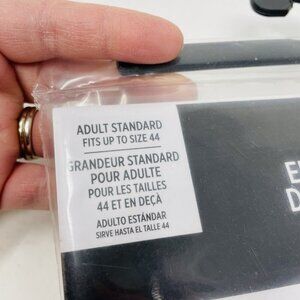 ADULT STANDARD
FITS UP TO SIZE 44
GRANDEUR STANDARD
POUR ADULTE
POUR LES TAILLES
44 ET EN DEÇÀ
ADULTO ESTÁNDAR
SIRVE HASTA EL TALLE 44